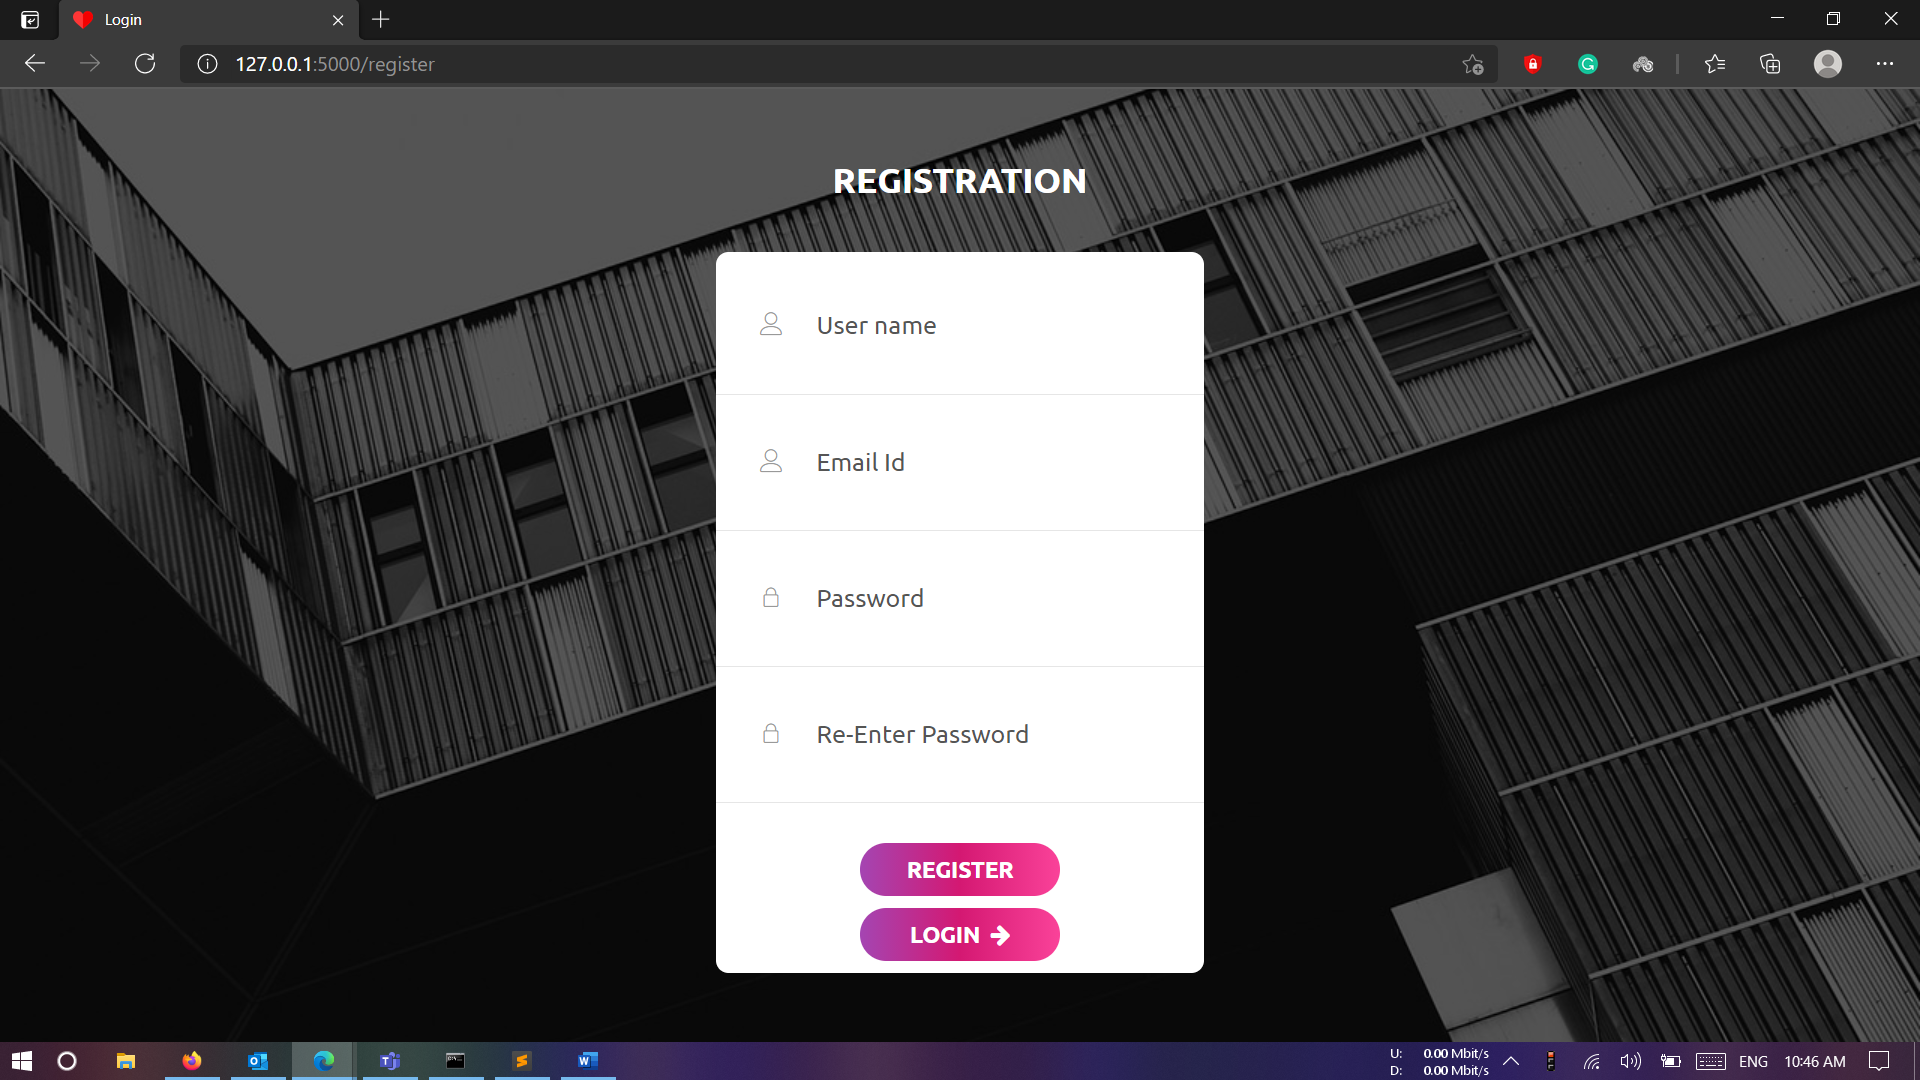 Login
127.0.0.1:5000/register
REGISTRATION
User name
Email Id
Password
Re-Enter Password
REGISTER
LOGIN
U: 0.00 Mbit/s
D: 0.00 Mbit/s
ENG
10:46 AM